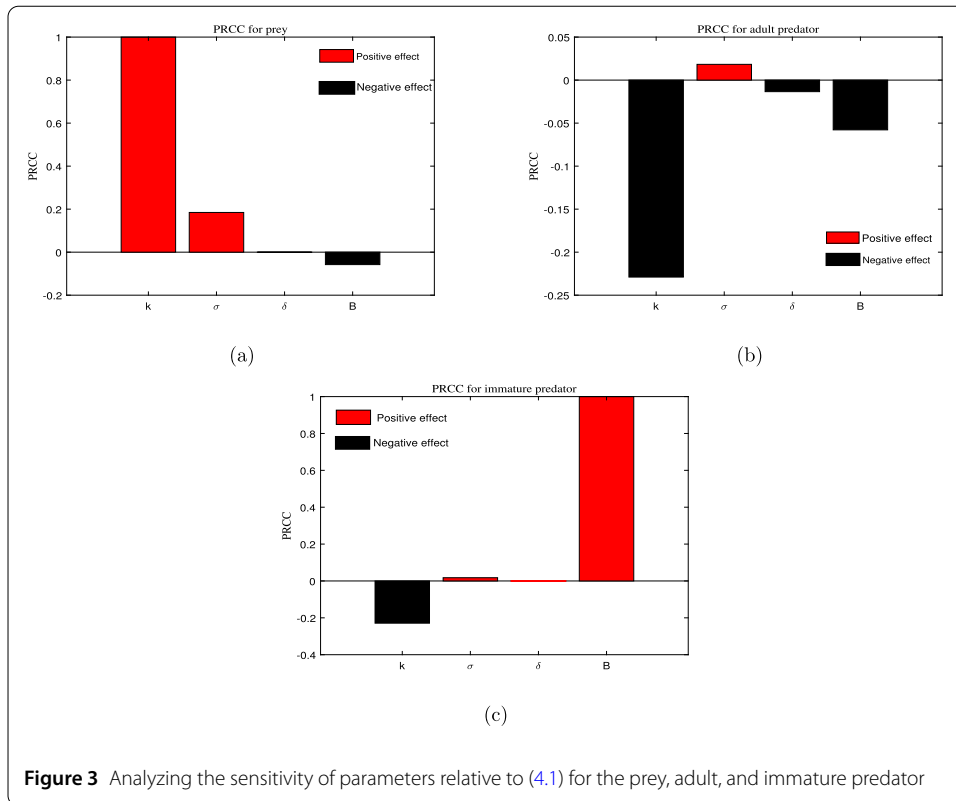 PRCC for prey
1
0.8
0.6
0.4
0.2
0
-0.2
PRCC
Positive effect
Negative effect
k σ δ B
(a)
PRCC for adult predator
0.05
0
-0.05
-0.1
-0.15
-0.2
-0.25
PRCC
Positive effect
Negative effect
k σ δ B
(b)
PRCC for immature predator
1
0.8
0.6
0.4
0.2
0
-0.2
-0.4
PRCC
Positive effect
Negative effect
k σ δ B
(c)
Figure 3 Analyzing the sensitivity of parameters relative to (4.1) for the prey, adult, and immature predator